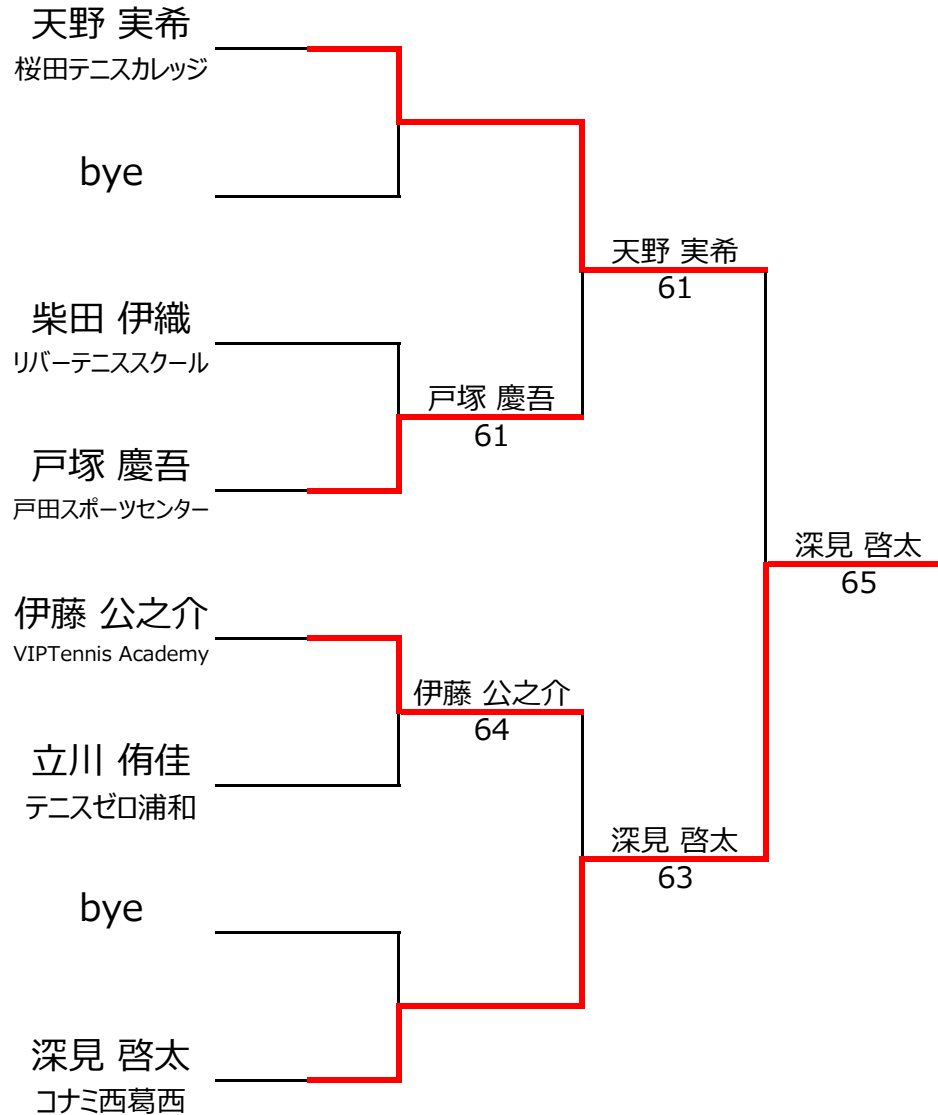 天野 実希
桜田テニスカレッジ
bye
天野 実希
61
柴田 伊織
リバーテニススクール
戸塚 慶吾
61
戸塚 慶吾
戸田スポーツセンター
深見 啓太
65
伊藤 公之介
VIPTennis Academy
伊藤 公之介
64
立川 侑佳
テニスゼロ浦和
深見 啓太
63
bye
深見 啓太
コナミ西葛西